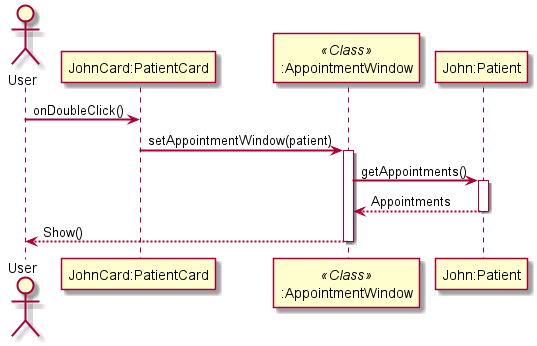 User
JohnCard:PatientCard
«Class»
:AppointmentWindow
John:Patient
onDoubleClick()
setAppointmentWindow(patient)
getAppointments()
Appointments
Show()
User
JohnCard:PatientCard
«Class»
:AppointmentWindow
John:Patient